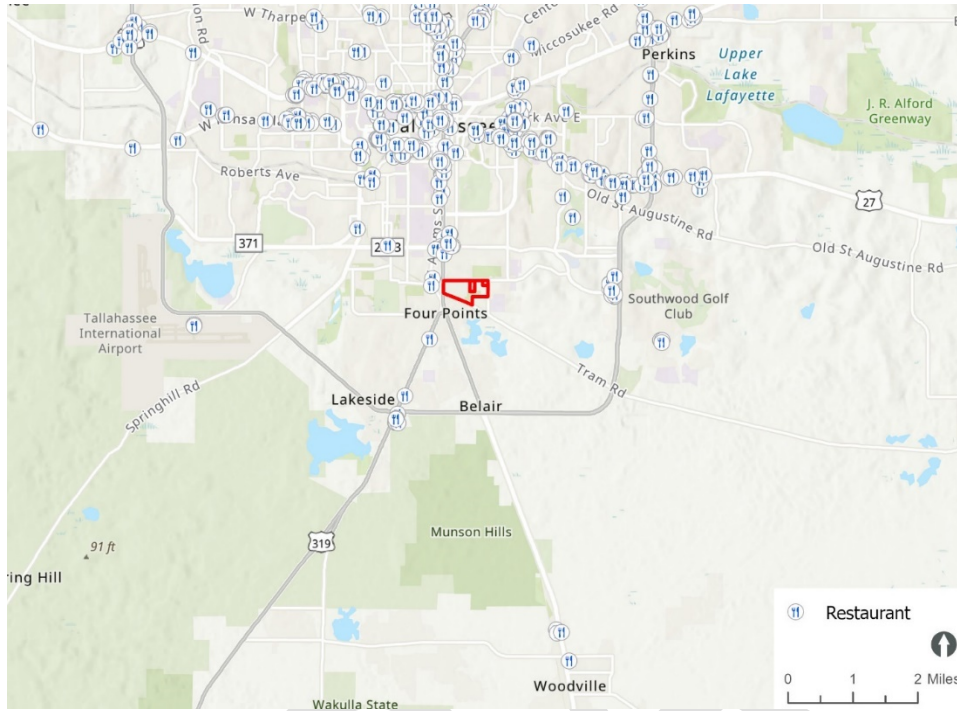 W Tharpe
Miccosukee Rd
Perkins
Upper
Lake
Lafayette
J. R. Alford
Greenway
Roberts Ave
27
Old St Augustine Rd
371
Old St Augustine Rd
Tallahassee
International
Airport
Four Points
Southwood Golf
Club
Springhill Rd
Lakeside
Belair
Tram Rd
Munson Hills
319
91 ft
ring Hill
Restaurant
0 1 2 Miles
Woodville
Wakulla State